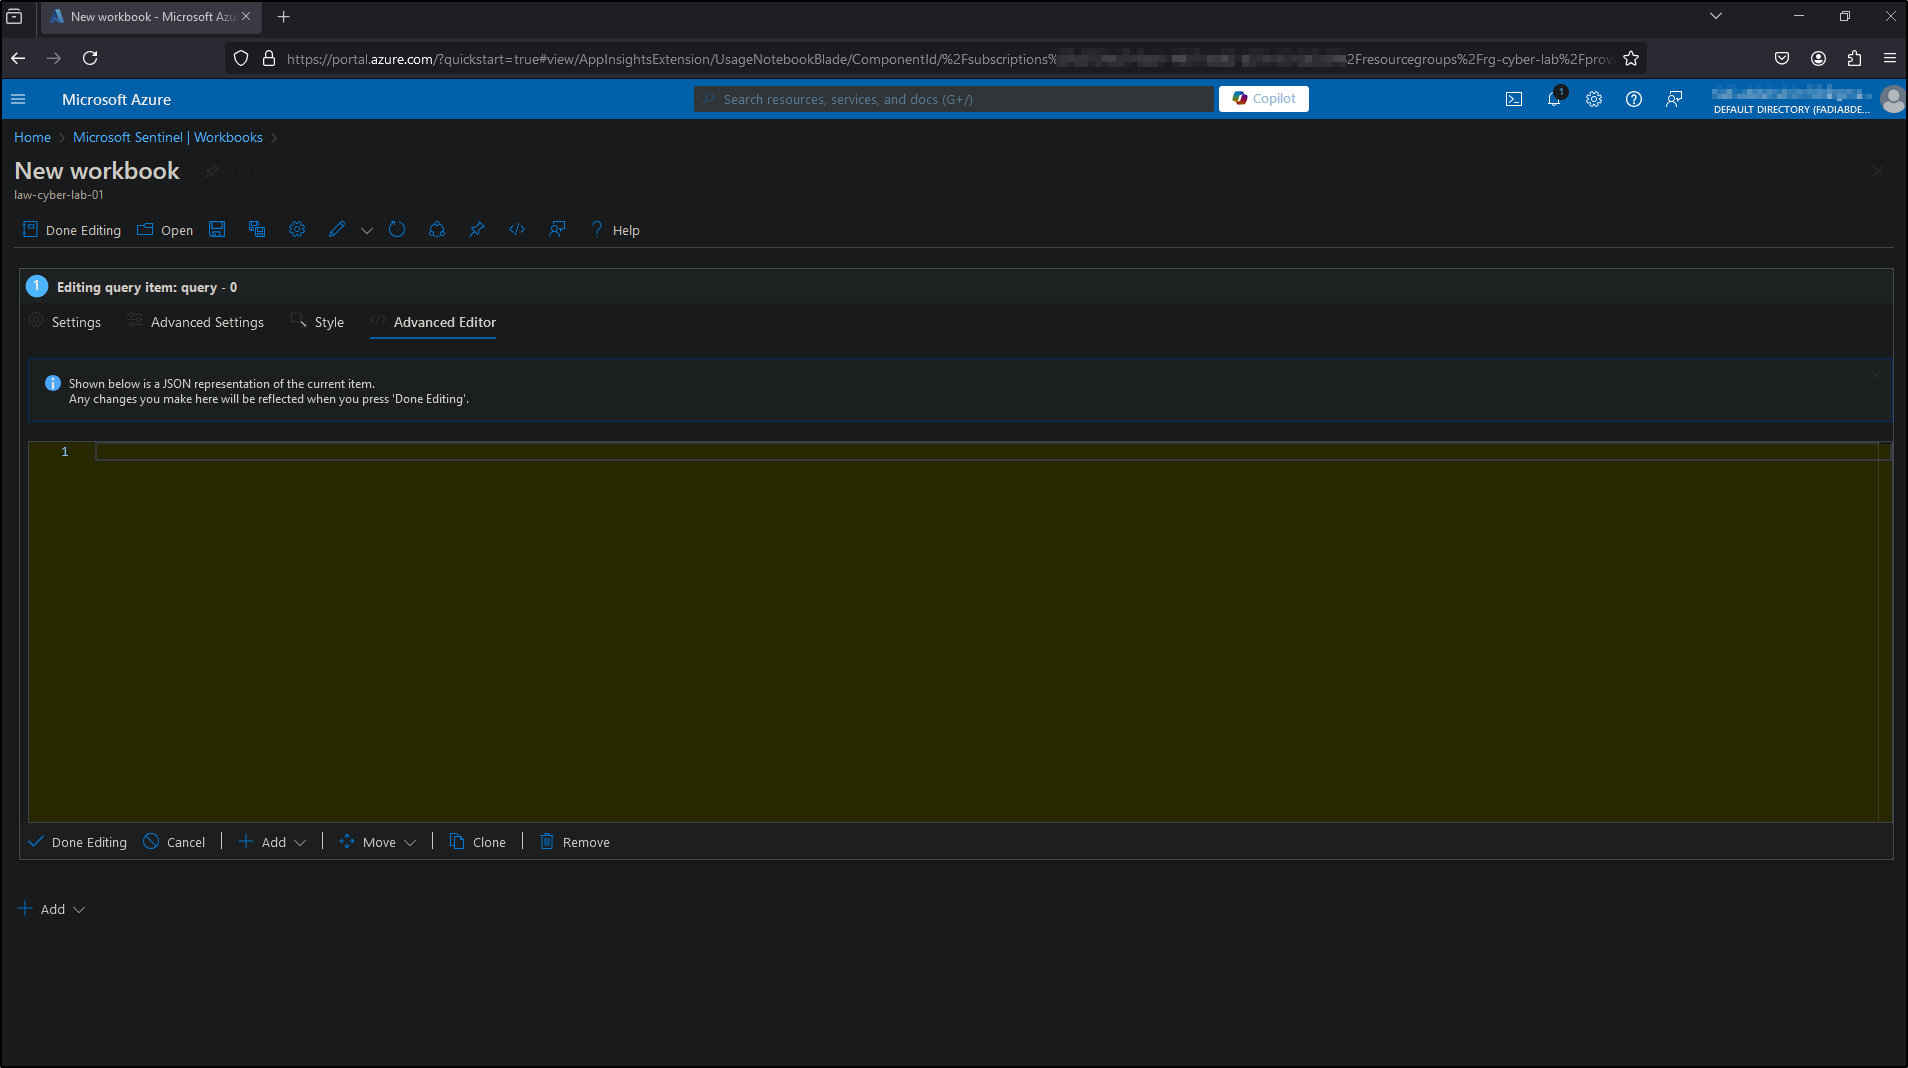 New workbook - Microsoft Azu
https://portal.azure.com/?quickstart=true#view/AppInsightsExtension/UsageNotebookBlade/ComponentId/%2Fsubscriptions% 2Fresourcegroups%2Frg-cyber-lab%2Fprov
Microsoft Azure
Search resources, services, and docs (G+/)
Copilot
1
DEFAULT DIRECTORY (FADIABDE...
Home > Microsoft Sentinel | Workbooks >
New workbook
law-cyber-lab-01
Done Editing Open Help
1 Editing query item: query - 0
Settings Advanced Settings Style Advanced Editor
Shown below is a JSON representation of the current item.
Any changes you make here will be reflected when you press 'Done Editing'.
1
Done Editing Cancel Add Move Clone Remove
Add